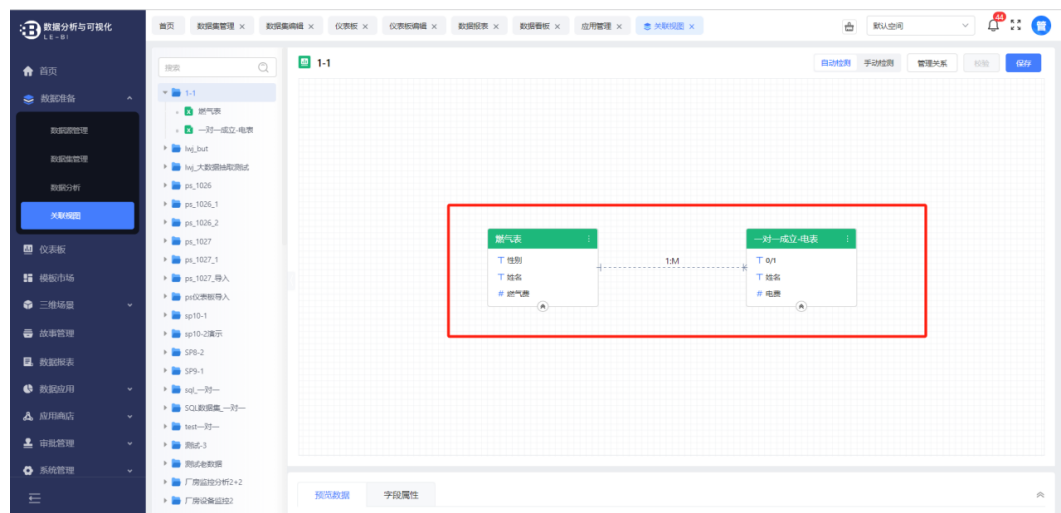 数据分析与可视化
LE-BI
首页 数据集管理 × 数据集编辑 × 仪表板 × 仪表板编辑 × 数据报表 × 数据看板 × 应用管理 × 关联视图 ×
默认空间
44
管
首页
数据准备
数据源管理
数据集管理
数据分析
关联视图
仪表板
模板市场
三维场景
故事管理
数据报表
数据应用
应用商店
审批管理
系统管理
搜索
1-1
燃气表
一对一成立-电表
lwj_but
lwj_大数据抽取测试
ps_1026
ps_1026_1
ps_1026_2
ps_1027
ps_1027_1
ps_1027_导入
ps仪表板导入
sp10-1
sp10-2演示
SP8-2
SP9-1
sql_一对一
SQL数据集_一对一
test一对一
测试-3
测试老数据
厂房监控分析2+2
厂房设备监控2
1-1
自动检测 手动检测 管理关系 校验 保存
燃气表
T 性别
T 姓名
# 燃气费
1:M
一对一成立-电表
T 0/1
T 姓名
# 电费
预览数据 字段属性